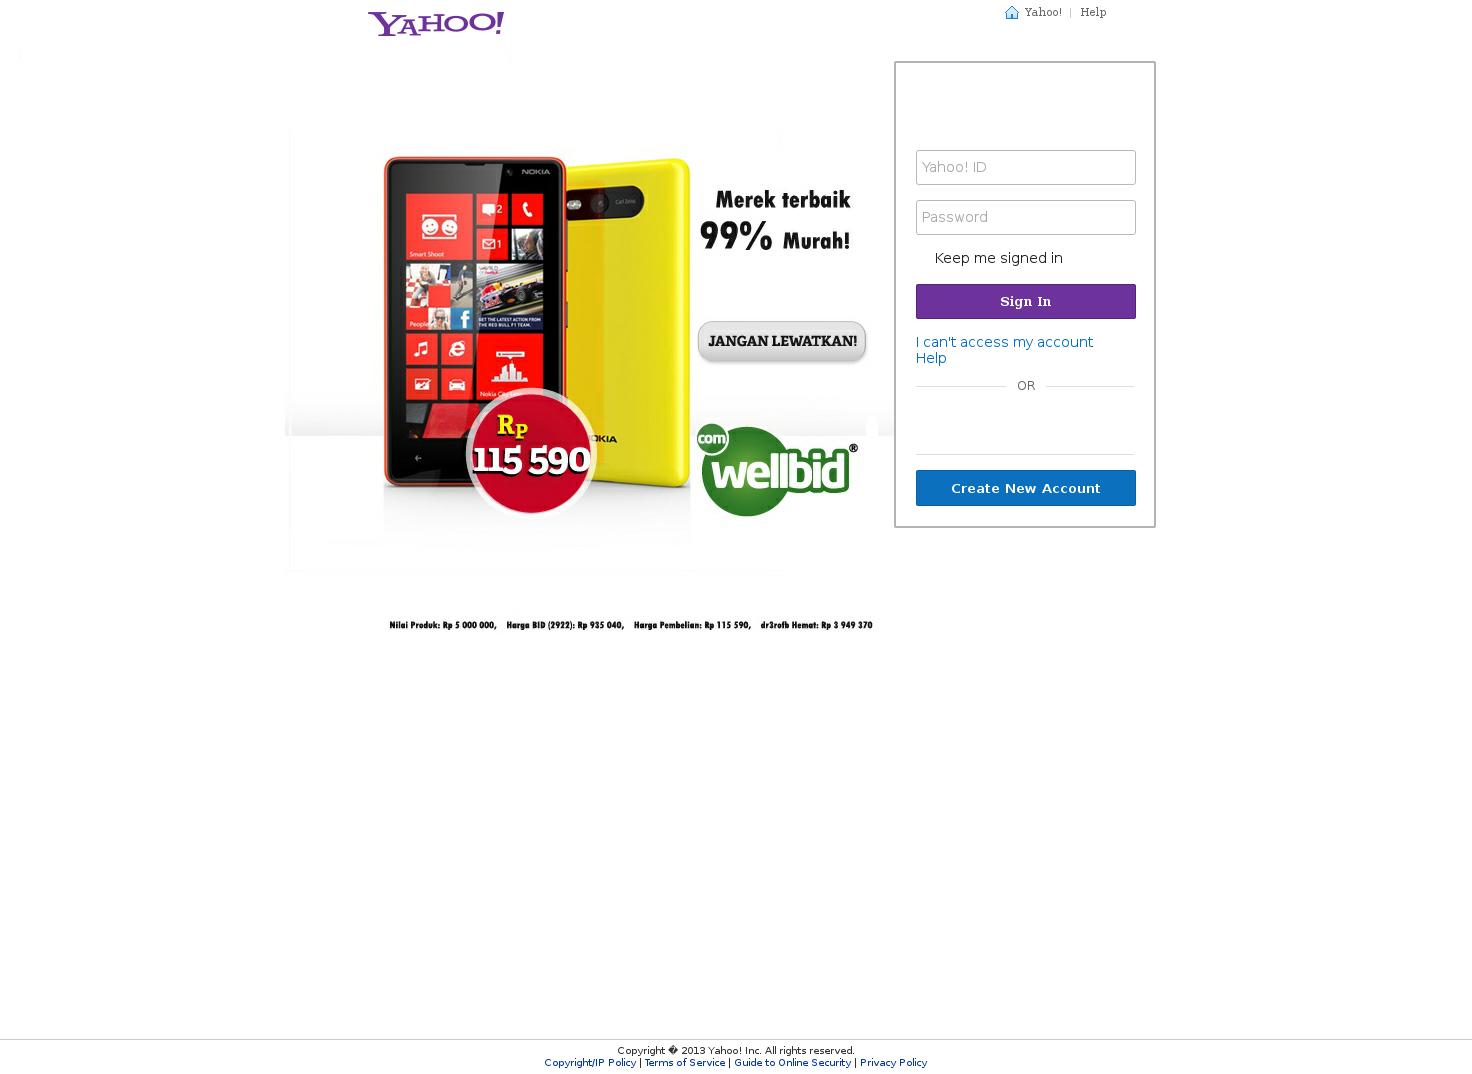 YAHOO!
Yahoo! | Help
NOKIA
Carl Zeiss
2
Smart Shoot
1
People
GET THE LATEST ACTION FROM
THE RED BULL F1 TEAM.
Nokia City Lens
NOKIA
Rp
115 590
Merek terbaik
99% Murah!
JANGAN LEWATKAN!
com
wellbid®
Yahoo! ID
Password
Keep me signed in
Sign In
I can't access my account
Help
OR
Create New Account
Nilai Produk: Rp 5 000 000, Harga BID (2922): Rp 935 040, Harga Pembelian: Rp 115 590, dr3rofb Hemat: Rp 3 949 370
Copyright � 2013 Yahoo! Inc. All rights reserved.
Copyright/IP Policy | Terms of Service | Guide to Online Security | Privacy Policy